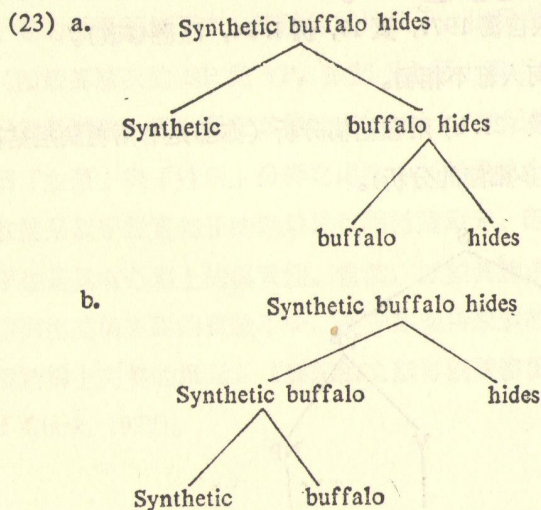 (23) a. Synthetic buffalo hides
Synthetic buffalo hides
buffalo hides
b. Synthetic buffalo hides
Synthetic buffalo hides
Synthetic buffalo